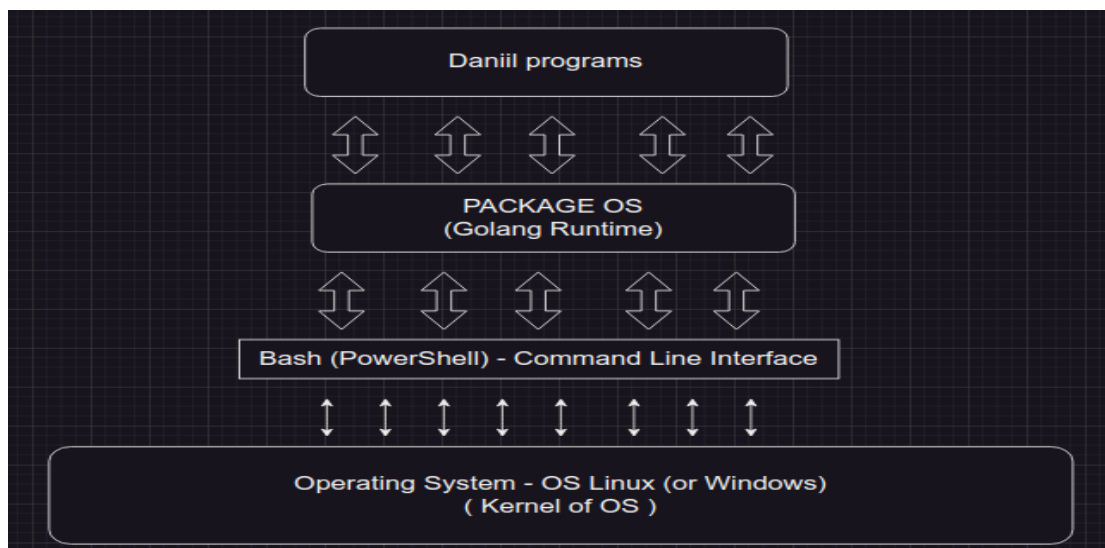 Daniil programs
PACKAGE OS
(Golang Runtime)
Bash (PowerShell) - Command Line Interface
Operating System - OS Linux (or Windows)
( Kernel of OS )